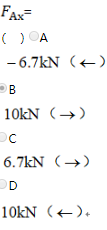 F_Ax=
( ) A
－6.7kN（←）
B
10kN（→）
C
6.7kN（→）
D
10kN（←）。